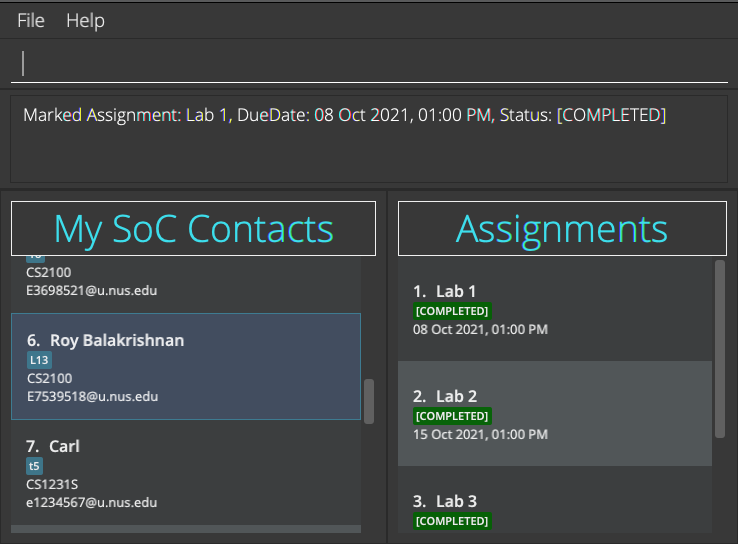 File Help
Marked Assignment: Lab 1, DueDate: 08 Oct 2021, 01:00 PM, Status: [COMPLETED]
My SoC Contacts
CS2100
E3698521@u.nus.edu
6. Roy Balakrishnan
L13
CS2100
E7539518@u.nus.edu
7. Carl
t5
CS1231S
e1234567@u.nus.edu
Assignments
1. Lab 1
[COMPLETED]
08 Oct 2021, 01:00 PM
2. Lab 2
[COMPLETED]
15 Oct 2021, 01:00 PM
3. Lab 3
[COMPLETED]